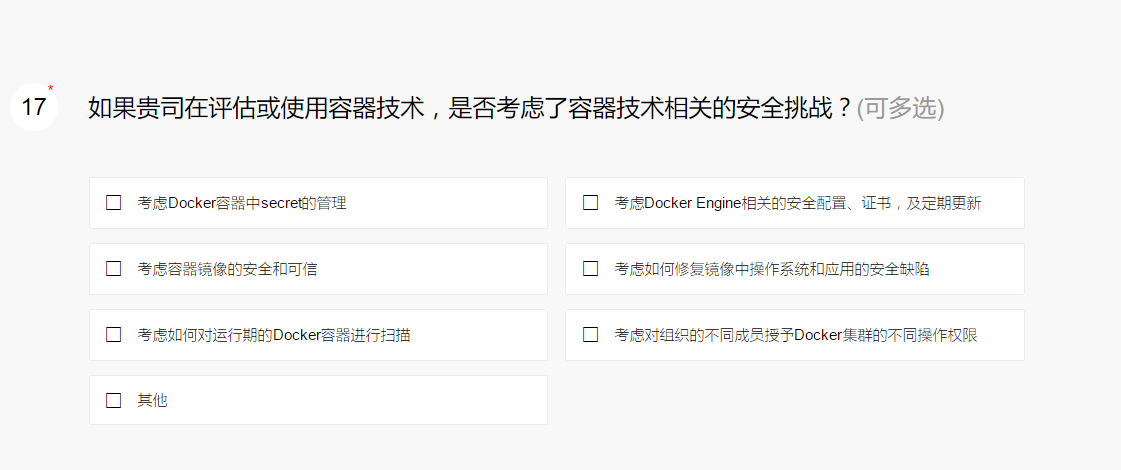 17 * 如果贵司在评估或使用容器技术，是否考虑了容器技术相关的安全挑战？(可多选)
考虑Docker容器中secret的管理
考虑Docker Engine相关的安全配置、证书，及定期更新
考虑容器镜像的安全和可信
考虑如何修复镜像中操作系统和应用的安全缺陷
考虑如何对运行期的Docker容器进行扫描
考虑对组织的不同成员授予Docker集群的不同操作权限
其他